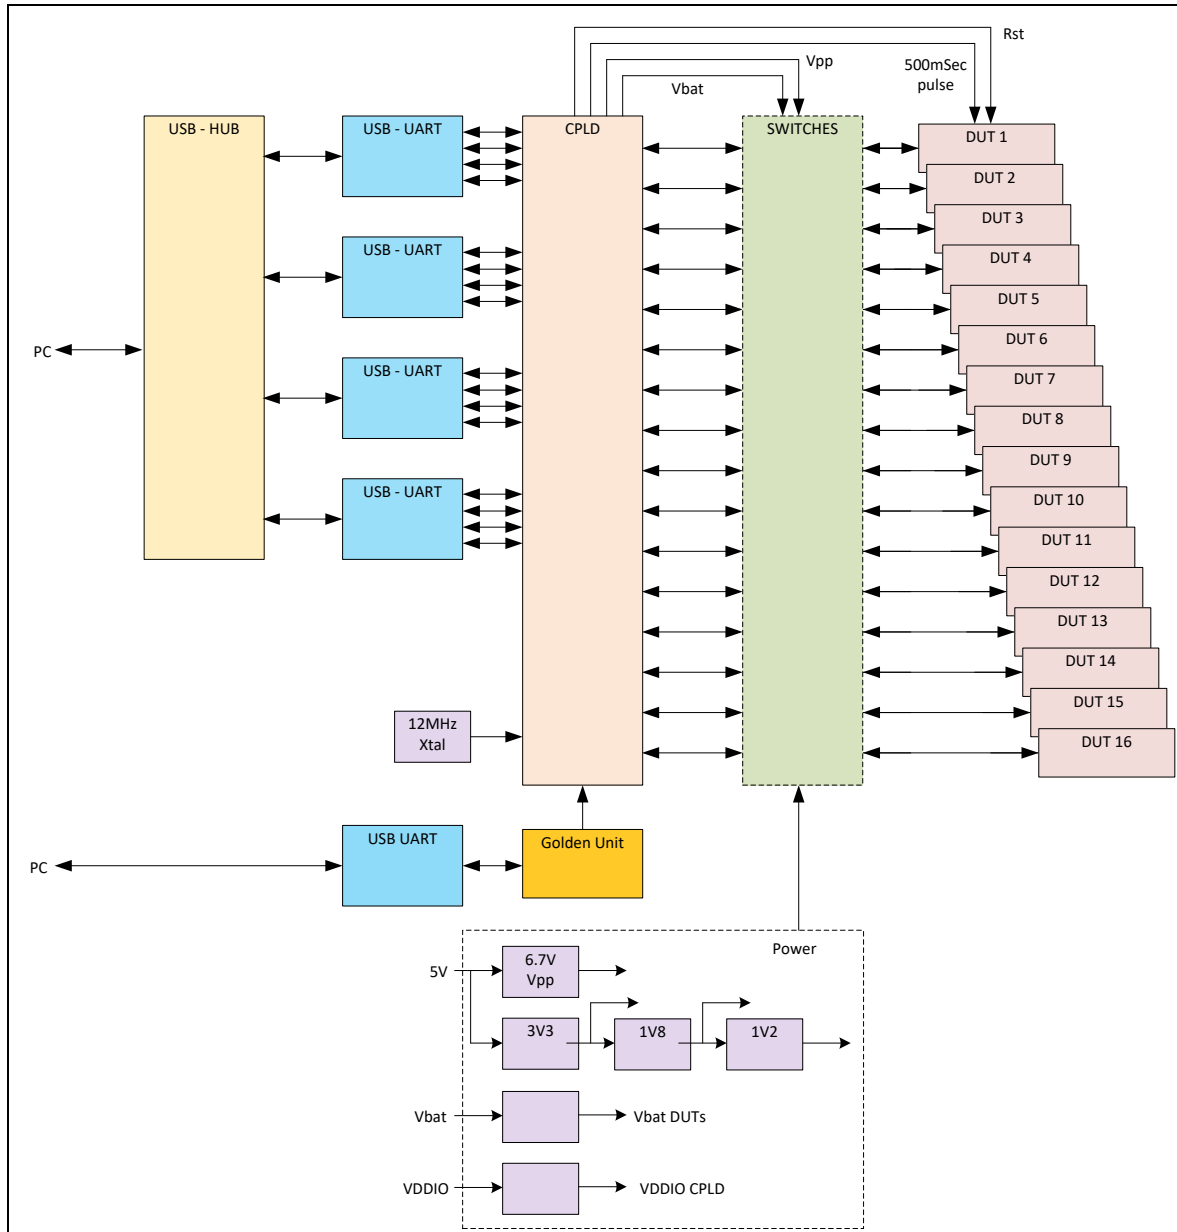 Rst
Vpp
500mSec
pulse
Vbat
USB - HUB
USB - UART
CPLD
SWITCHES
DUT 1
DUT 2
DUT 3
USB - UART
DUT 4
DUT 5
DUT 6
PC
USB - UART
DUT 7
DUT 8
DUT 9
USB - UART
DUT 10
DUT 11
DUT 12
DUT 13
DUT 14
DUT 15
12MHz
Xtal
DUT 16
USB UART
Golden Unit
PC
Power
5V
6.7V
Vpp
3V3
1V8
1V2
Vbat
Vbat DUTs
VDDIO
VDDIO CPLD